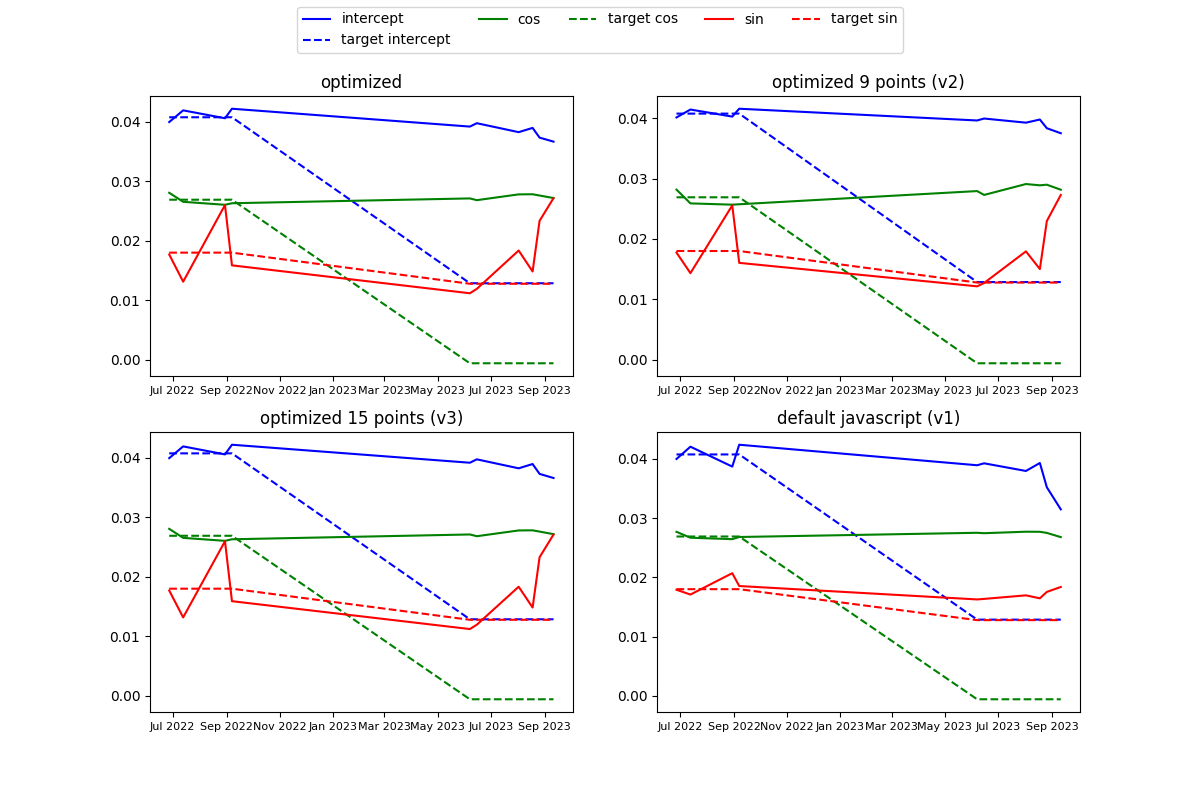 intercept cos target cos sin target sin
target intercept
optimized
0.04
0.03
0.02
0.01
0.00
Jul 2022 Sep 2022 Nov 2022 Jan 2023 Mar 2023 May 2023 Jul 2023 Sep 2023
optimized 9 points (v2)
0.04
0.03
0.02
0.01
0.00
Jul 2022 Sep 2022 Nov 2022 Jan 2023 Mar 2023 May 2023 Jul 2023 Sep 2023
optimized 15 points (v3)
0.04
0.03
0.02
0.01
0.00
Jul 2022 Sep 2022 Nov 2022 Jan 2023 Mar 2023 May 2023 Jul 2023 Sep 2023
default javascript (v1)
0.04
0.03
0.02
0.01
0.00
Jul 2022 Sep 2022 Nov 2022 Jan 2023 Mar 2023 May 2023 Jul 2023 Sep 2023